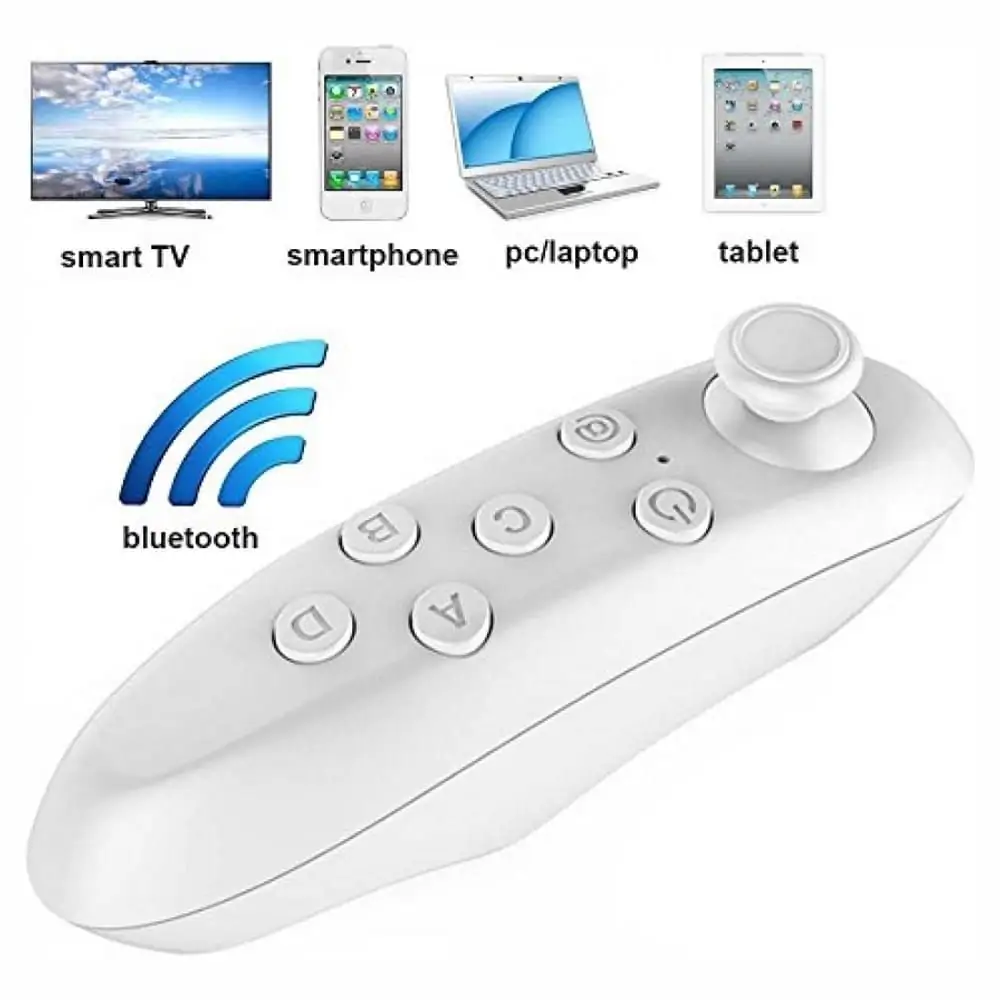 smart TV
smartphone
pc/laptop
tablet
bluetooth
@
B
C
D
A